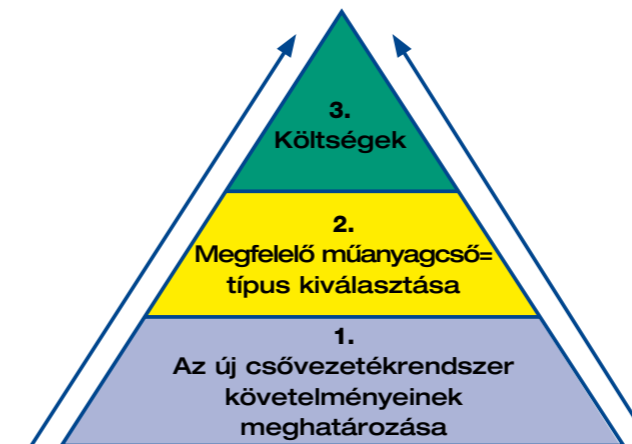 3.
Költségek
2.
Megfelelő műanyagcső=
típus kiválasztása
1.
Az új csővezetékrendszer
követelményeinek
meghatározása